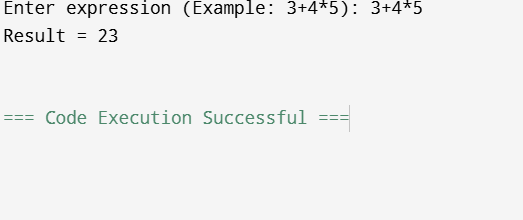 Enter expression (Example: 3+4*5): 3+4*5
Result = 23
=== Code Execution Successful ===